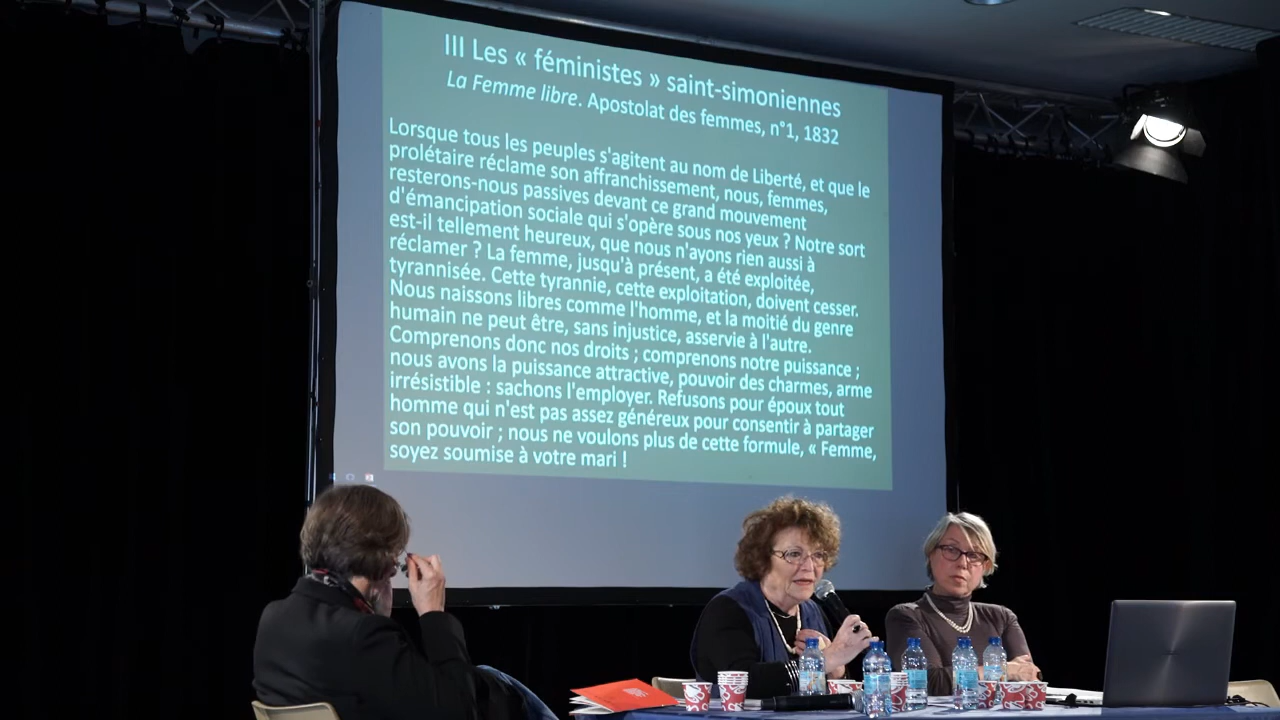 III Les « féministes » saint-simoniennes
La Femme libre. Apostolat des femmes, n°1, 1832
Lorsque tous les peuples s'agitent au nom de Liberté, et que le
prolétaire réclame son affranchissement, nous, femmes,
resterons-nous passives devant ce grand mouvement
d'émancipation sociale qui s'opère sous nos yeux ? Notre sort
est-il tellement heureux, que nous n'ayons rien aussi à
réclamer ? La femme, jusqu'à présent, a été exploitée,
tyrannisée. Cette tyrannie, cette exploitation, doivent cesser.
Nous naissons libres comme l'homme, et la moitié du genre
humain ne peut être, sans injustice, asservie à l'autre.
Comprenons donc nos droits ; comprenons notre puissance ;
nous avons la puissance attractive, pouvoir des charmes, arme
irrésistible : sachons l'employer. Refusons pour époux tout
homme qui n'est pas assez généreux pour consentir à partager
son pouvoir ; nous ne voulons plus de cette formule, « Femme,
soyez soumise à votre mari !